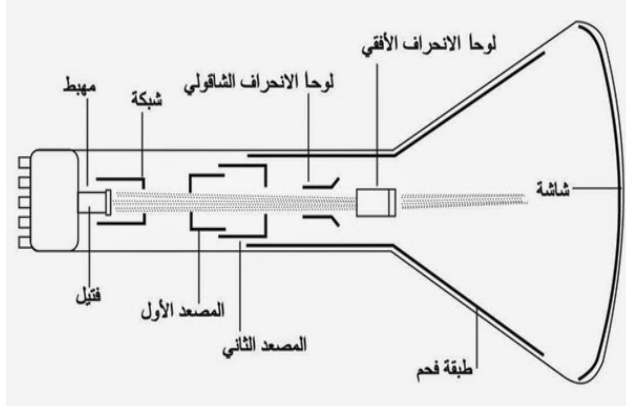 لوحا الانحراف الأفقي
لوحا الانحراف الشاقولي
مهبط
شبكة
شاشة
فتيل
المصعد الأول
المصعد الثاني
طبقة فحم